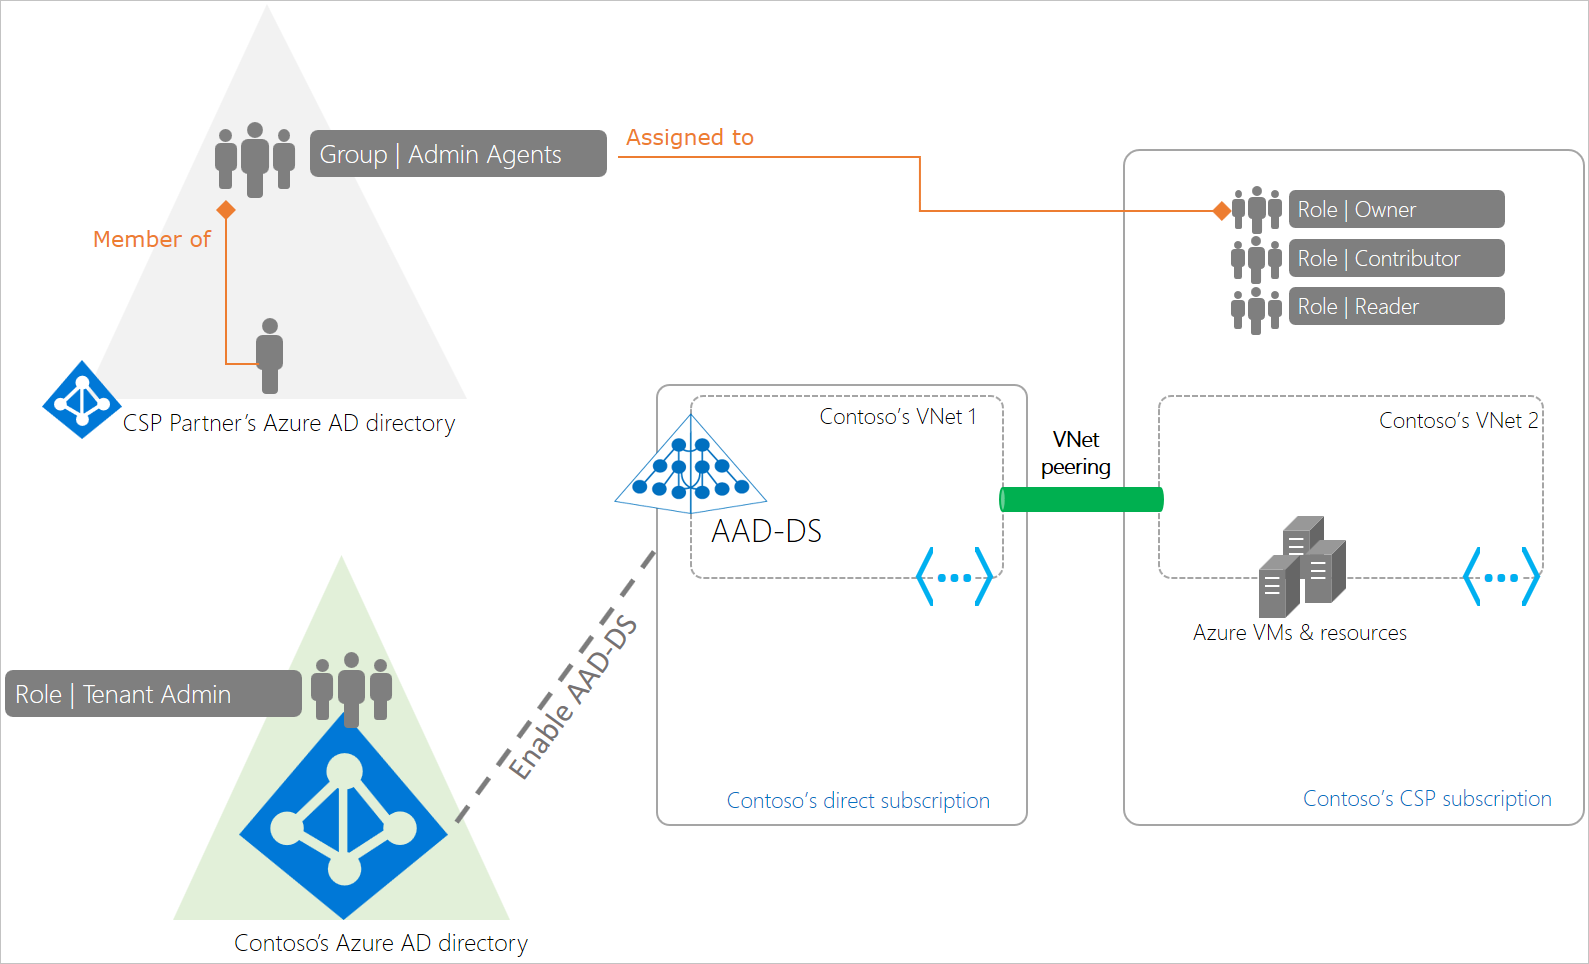 Group | Admin Agents
Assigned to
Member of
CSP Partner's Azure AD directory
Role | Owner
Role | Contributor
Role | Reader
Contoso's VNet 1
AAD-DS
VNet
peering
Contoso's VNet 2
Azure VMs & resources
Enable AAD-DS
Role | Tenant Admin
Contoso's direct subscription
Contoso's CSP subscription
Contoso's Azure AD directory